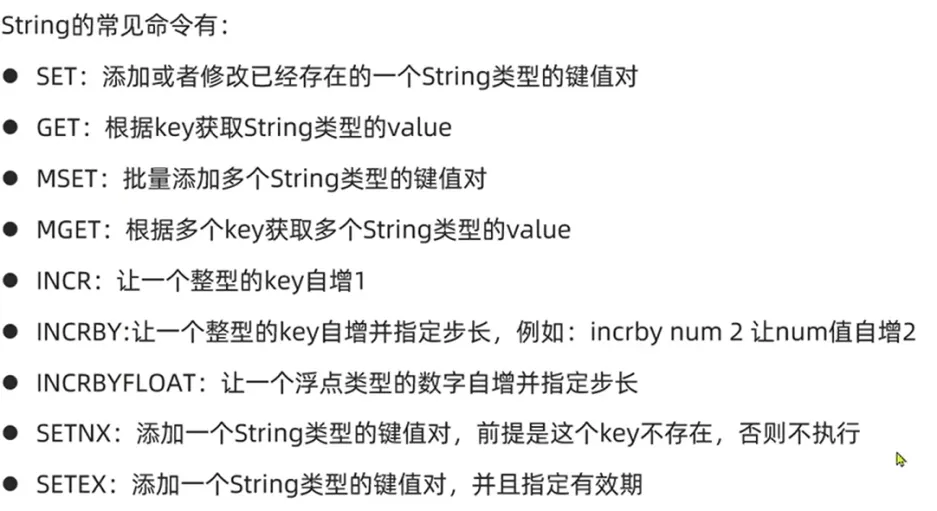 String的常见命令有：
● SET：添加或者修改已经存在的一个String类型的键值对
● GET：根据key获取String类型的value
● MSET：批量添加多个String类型的键值对
● MGET：根据多个key获取多个String类型的value
● INCR：让一个整型的key自增1
● INCRBY:让一个整型的key自增并指定步长，例如：incrby num 2 让num值自增2
● INCRBYFLOAT：让一个浮点类型的数字自增并指定步长
● SETNX：添加一个String类型的键值对，前提是这个key不存在，否则不执行
● SETEX：添加一个String类型的键值对，并且指定有效期